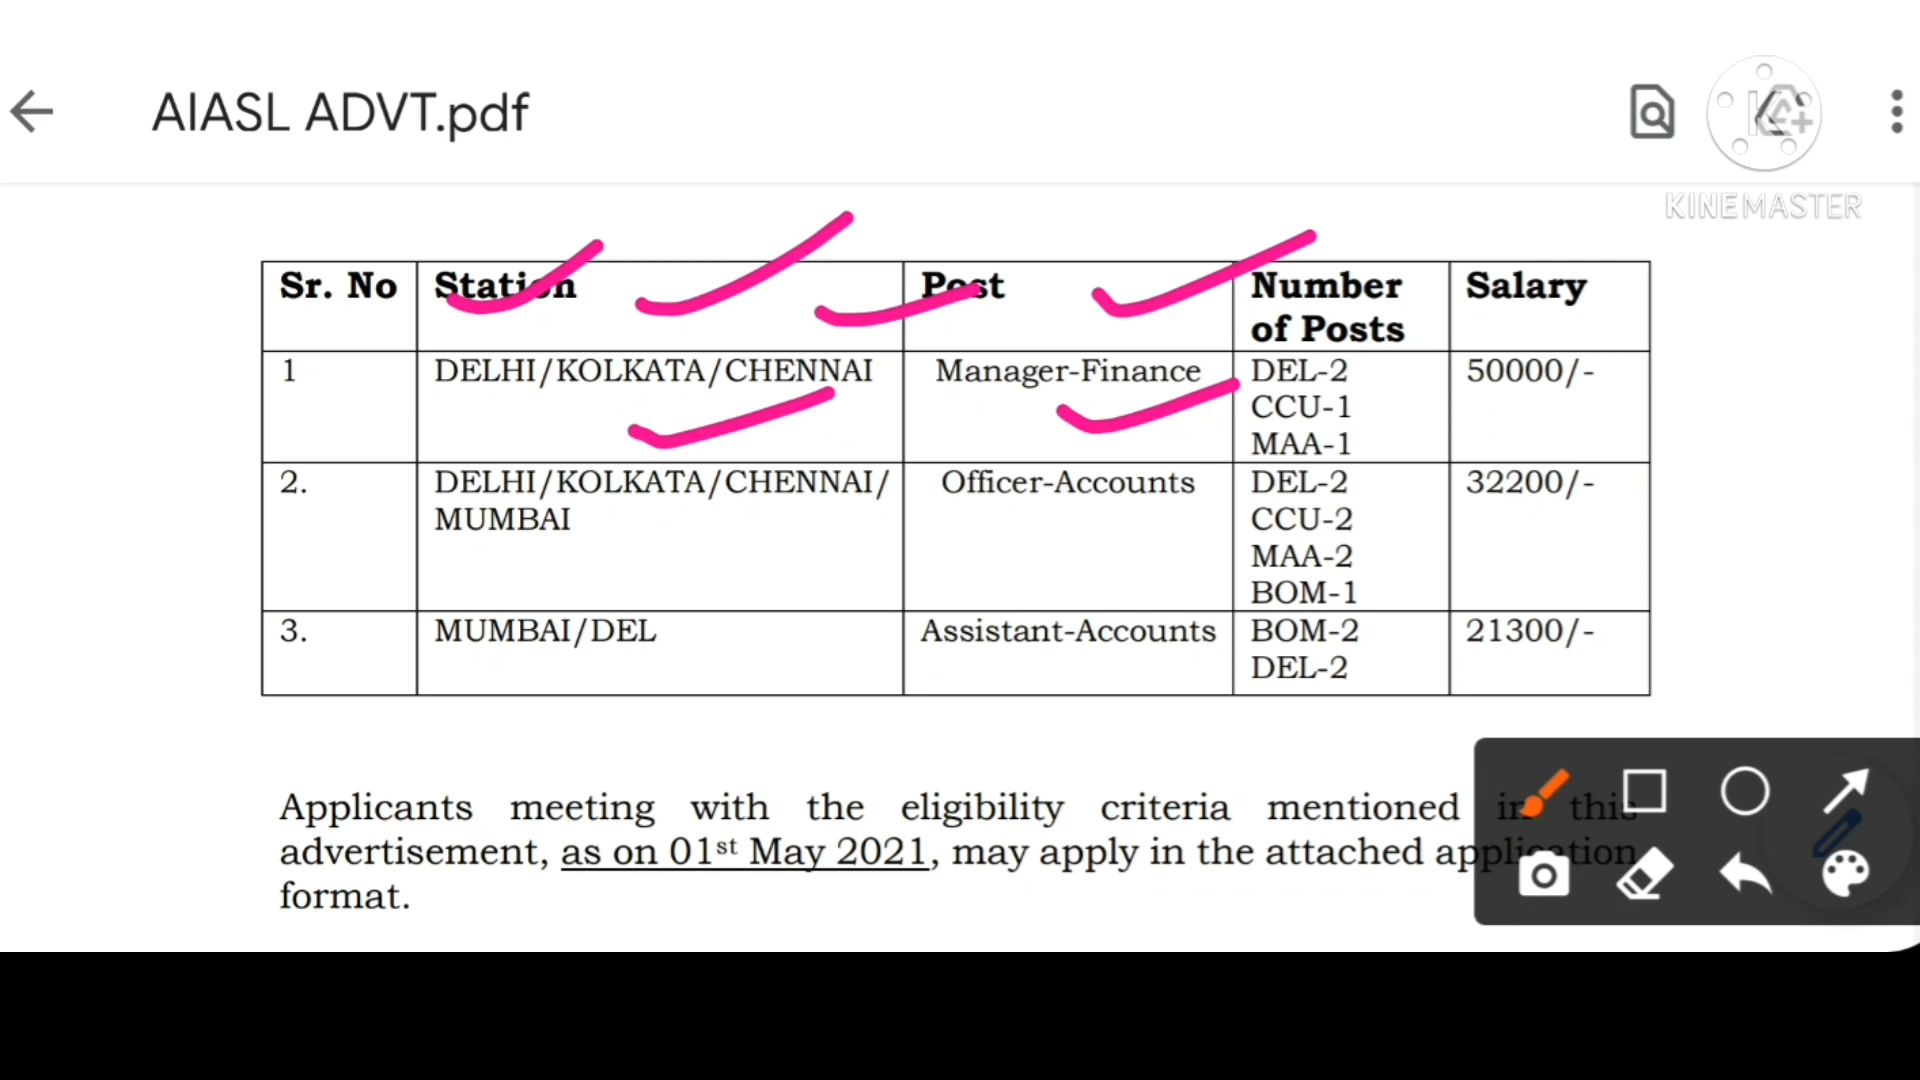 AIASL ADVT.pdf
KINEMASTER
Sr. No Station Post Number of Posts Salary
1 DELHI/KOLKATA/CHENNAI Manager-Finance DEL-2 50000/-
CCU-1
MAA-1
2. DELHI/KOLKATA/CHENNAI/ Officer-Accounts DEL-2 32200/-
MUMBAI CCU-2
MAA-2
BOM-1
3. MUMBAI/DEL Assistant-Accounts BOM-2 21300/-
DEL-2
Applicants meeting with the eligibility criteria mentioned in this
advertisement, as on 01st May 2021, may apply in the attached application
format.